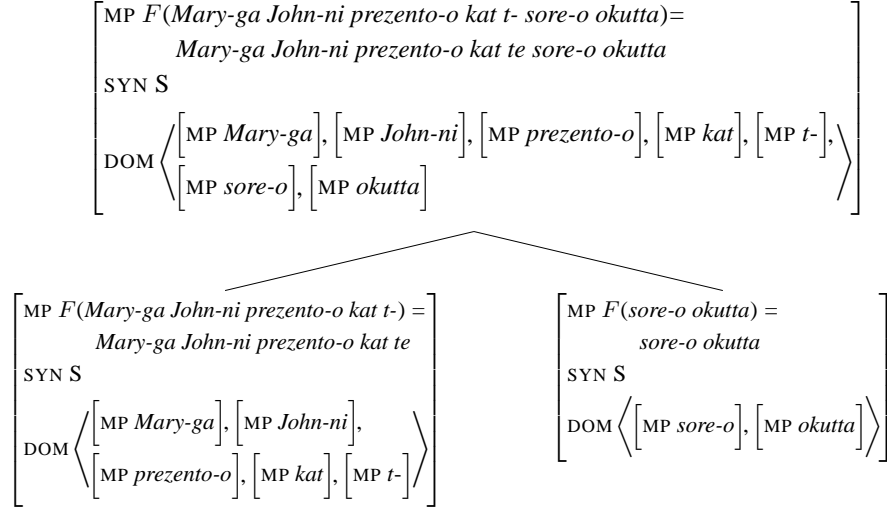 MP F(Mary-ga John-ni prezento-o kat t- sore-o okutta)=
Mary-ga John-ni prezento-o kat te sore-o okutta
SYN S
DOM ⟨[MP Mary-ga], [MP John-ni], [MP prezento-o], [MP kat], [MP t-],
[MP sore-o], [MP okutta]⟩
MP F(Mary-ga John-ni prezento-o kat t-) =
Mary-ga John-ni prezento-o kat te
SYN S
DOM ⟨[MP Mary-ga], [MP John-ni],
[MP prezento-o], [MP kat], [MP t-]⟩
MP F(sore-o okutta) =
sore-o okutta
SYN S
DOM ⟨[MP sore-o], [MP okutta]⟩